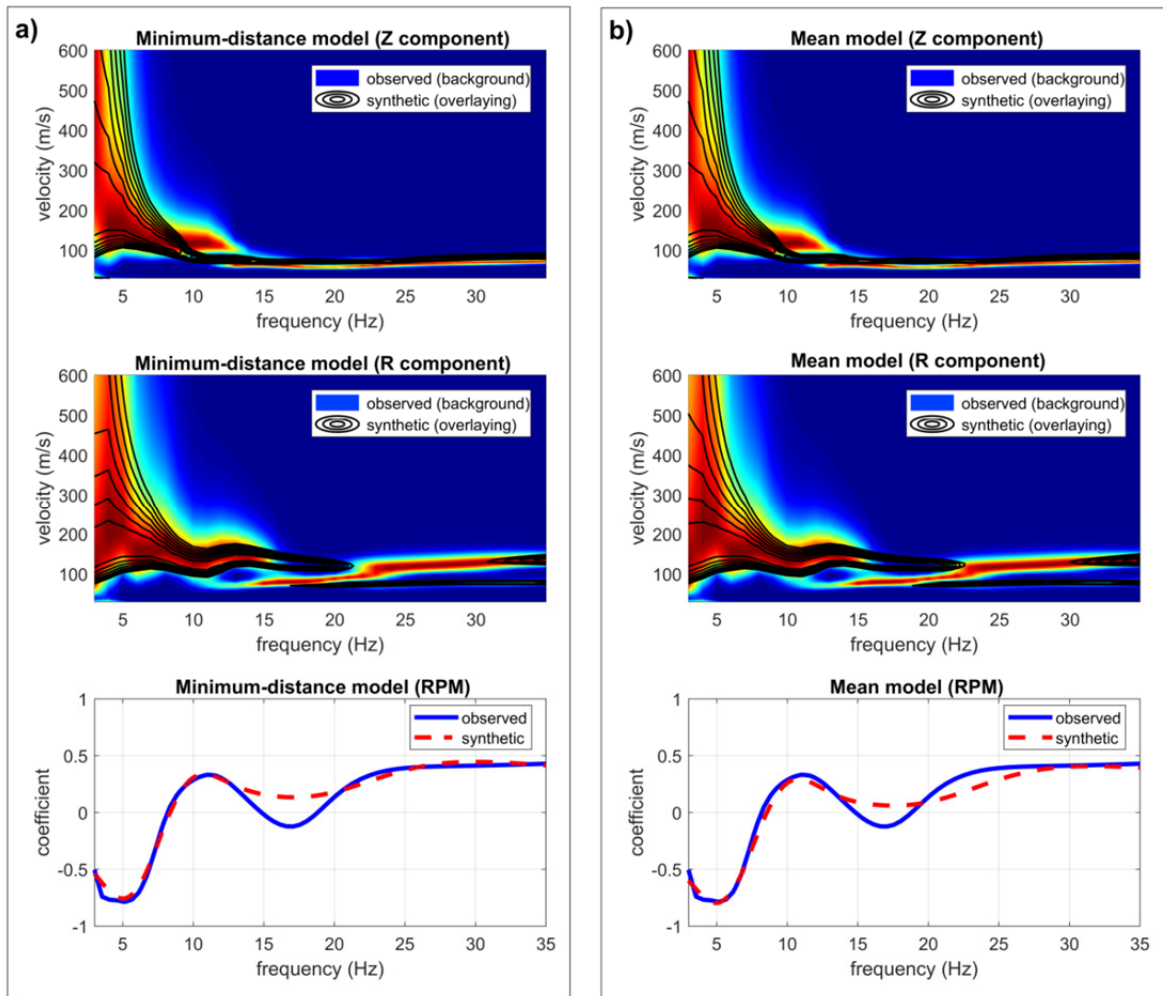 a)
Minimum-distance model (Z component)
600
500
400
300
200
100
velocity (m/s)
observed (background)
synthetic (overlaying)
5
10
15
20
25
30
frequency (Hz)
Minimum-distance model (R component)
600
500
400
300
200
100
velocity (m/s)
observed (background)
synthetic (overlaying)
5
10
15
20
25
30
frequency (Hz)
Minimum-distance model (RPM)
1
0.5
0
-0.5
-1
coefficient
observed
synthetic
5
10
15
20
25
30
35
frequency (Hz)
b)
Mean model (Z component)
600
500
400
300
200
100
velocity (m/s)
observed (background)
synthetic (overlaying)
5
10
15
20
25
30
frequency (Hz)
Mean model (R component)
600
500
400
300
200
100
velocity (m/s)
observed (background)
synthetic (overlaying)
5
10
15
20
25
30
frequency (Hz)
Mean model (RPM)
1
0.5
0
-0.5
-1
coefficient
observed
synthetic
5
10
15
20
25
30
35
frequency (Hz)